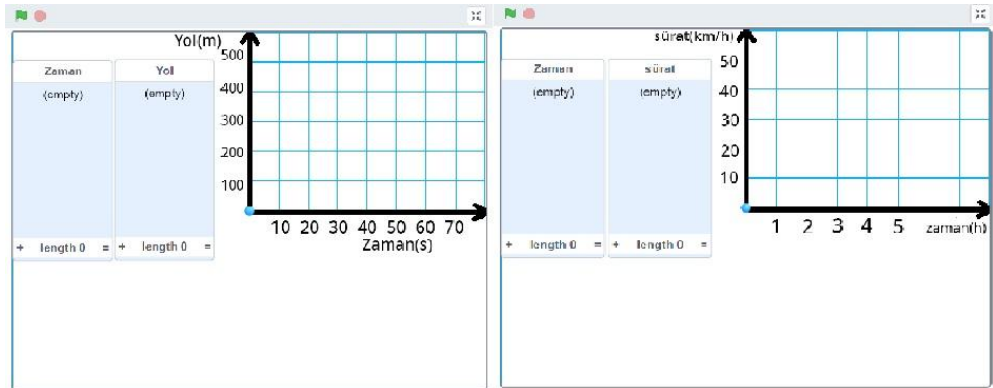 Yol(m)
500
400
300
200
100
10 20 30 40 50 60 70
Zaman(s)
Zaman
(empty)
+ length 0 =
Yol
(empty)
+ length 0 =
sürat(km/h)
50
40
30
20
10
1 2 3 4 5 zaman(h)
Zaman
(empty)
+ length 0 =
sürat
(empty)
+ length 0 =